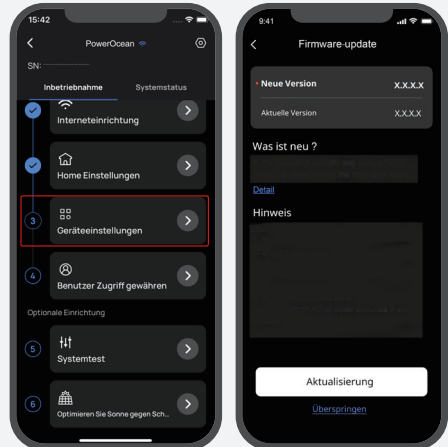 15:42
PowerOcean
SN:
Inbetriebnahme
Systemstatus
Interneteinrichtung
Home Einstellungen
3
Geräteeinstellungen
4
Benutzer Zugriff gewähren
Optionale Einrichtung
5
Systemtest
6
Optimieren Sie Sonne gegen Sch...
9:41
Firmware-update
Neue Version
X.X.X.X
Aktuelle Version
X.X.X.X
Was ist neu ?
Detail
Hinweis
Aktualisierung
Überspringen